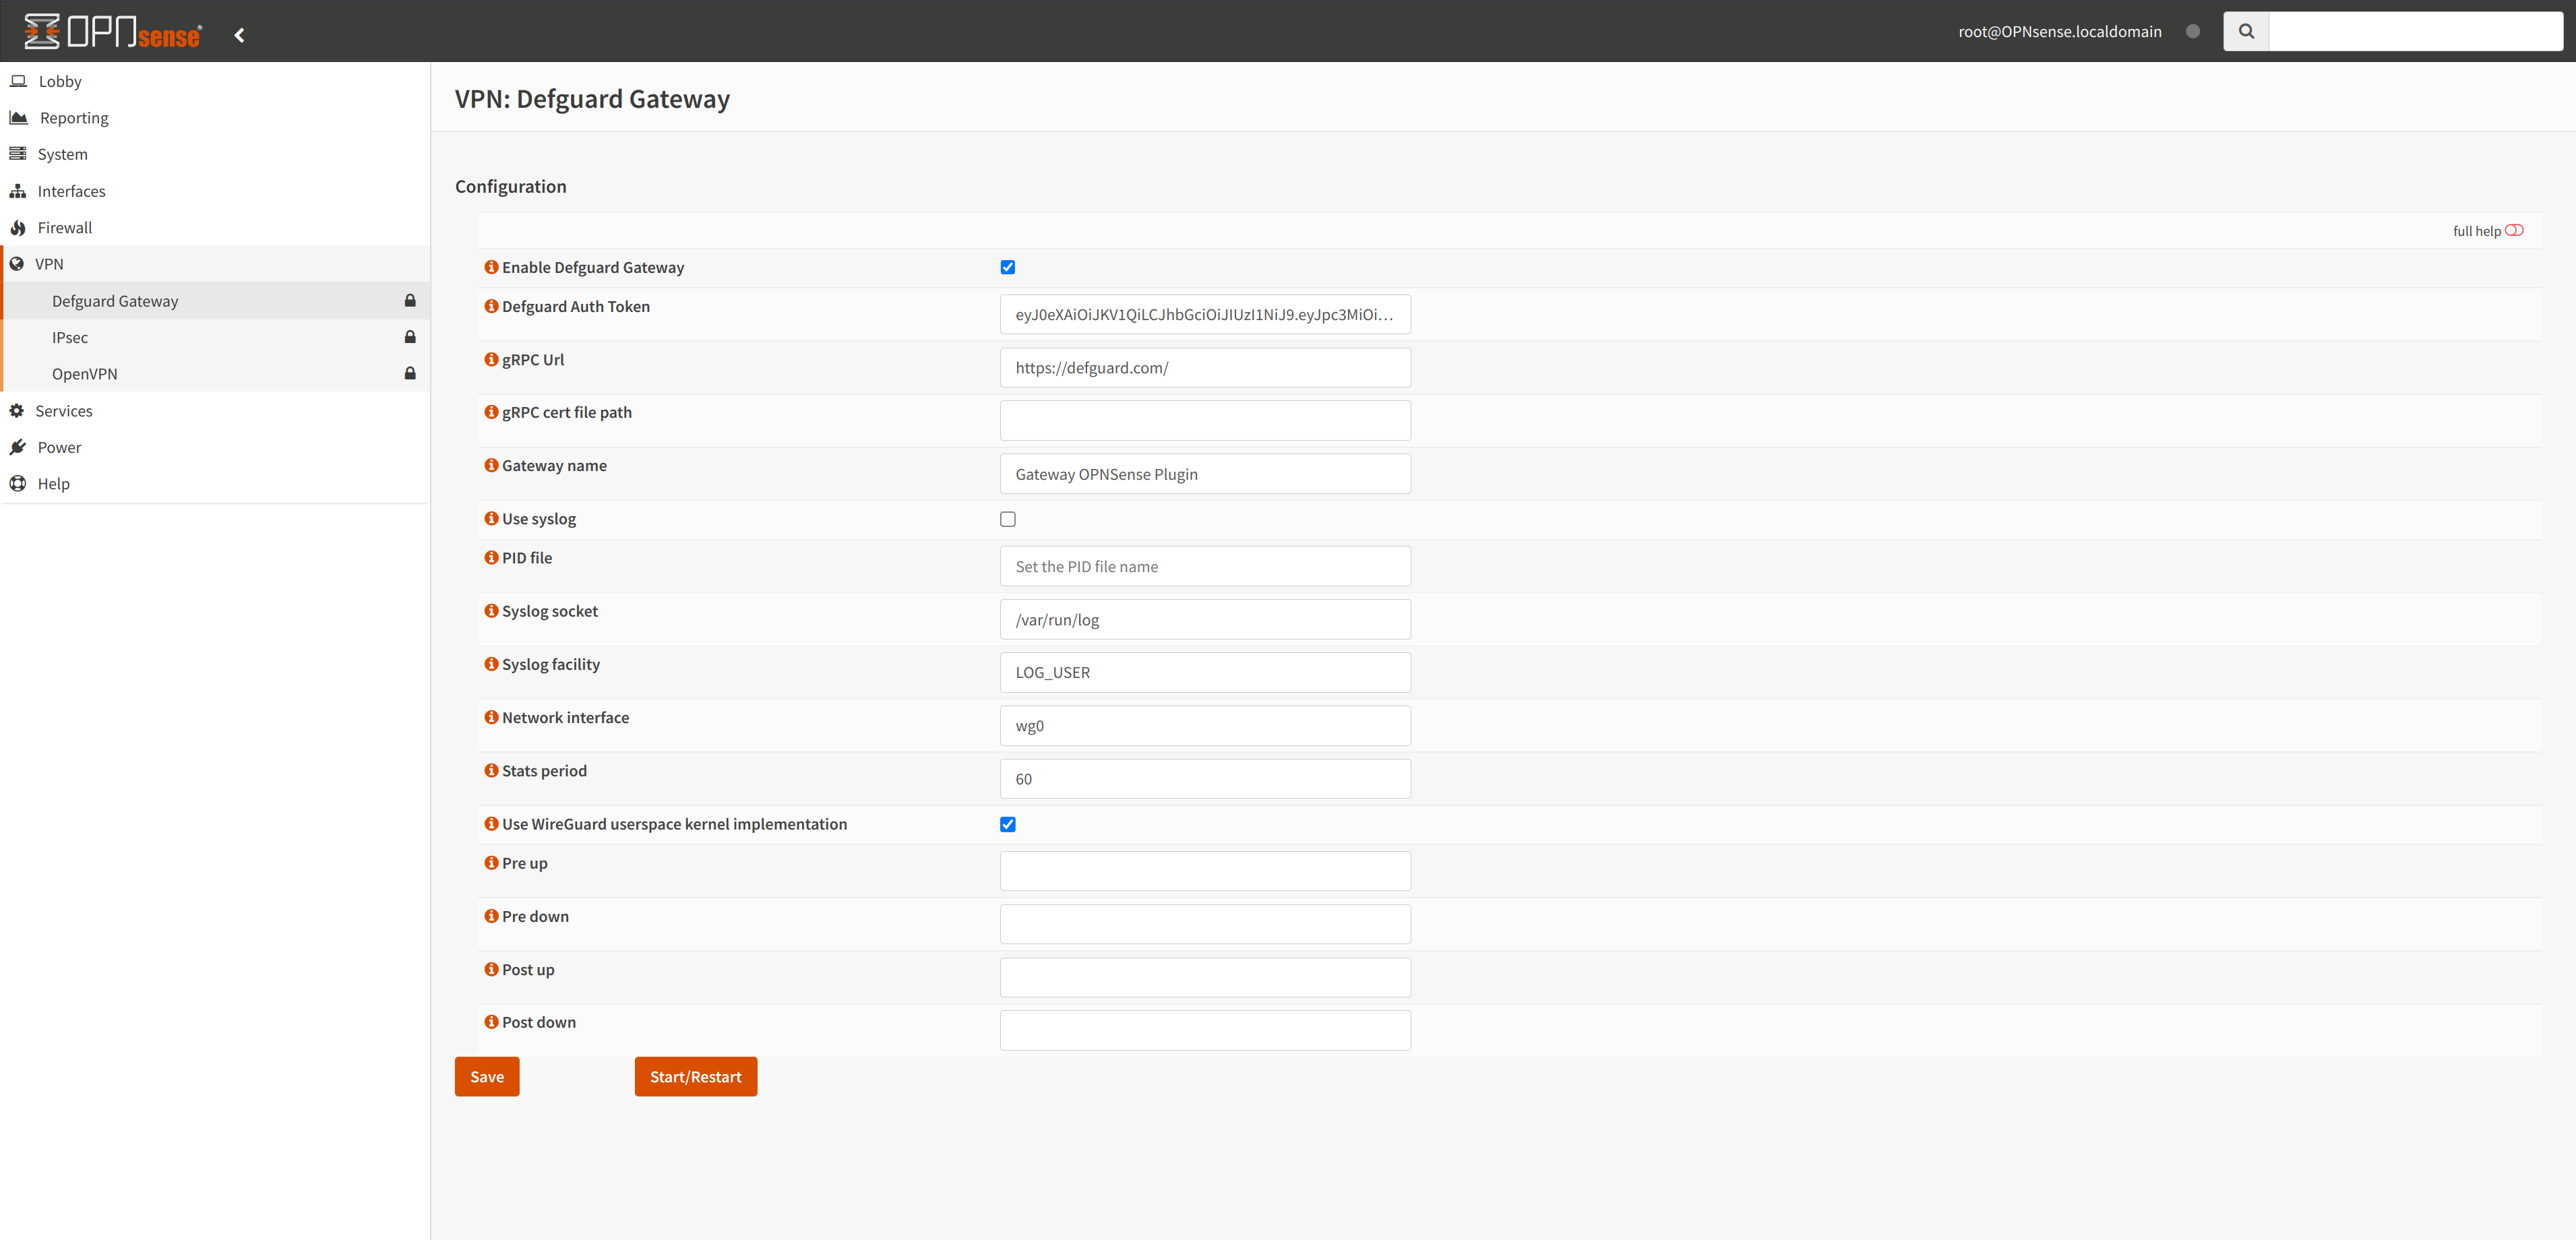 OPNsense®
root@OPNsense.localdomain
Lobby
Reporting
System
Interfaces
Firewall
VPN
Defguard Gateway
IPsec
OpenVPN
Services
Power
Help
VPN: Defguard Gateway
Configuration
full help
Enable Defguard Gateway
Defguard Auth Token
eyJ0eXAiOiJKV1QiLCJhbGciOiJIUzI1NiJ9.eyJpc3MiOi...
gRPC Url
https://defguard.com/
gRPC cert file path
Gateway name
Gateway OPNSense Plugin
Use syslog
PID file
Set the PID file name
Syslog socket
/var/run/log
Syslog facility
LOG_USER
Network interface
wg0
Stats period
60
Use WireGuard userspace kernel implementation
Pre up
Pre down
Post up
Post down
Save
Start/Restart